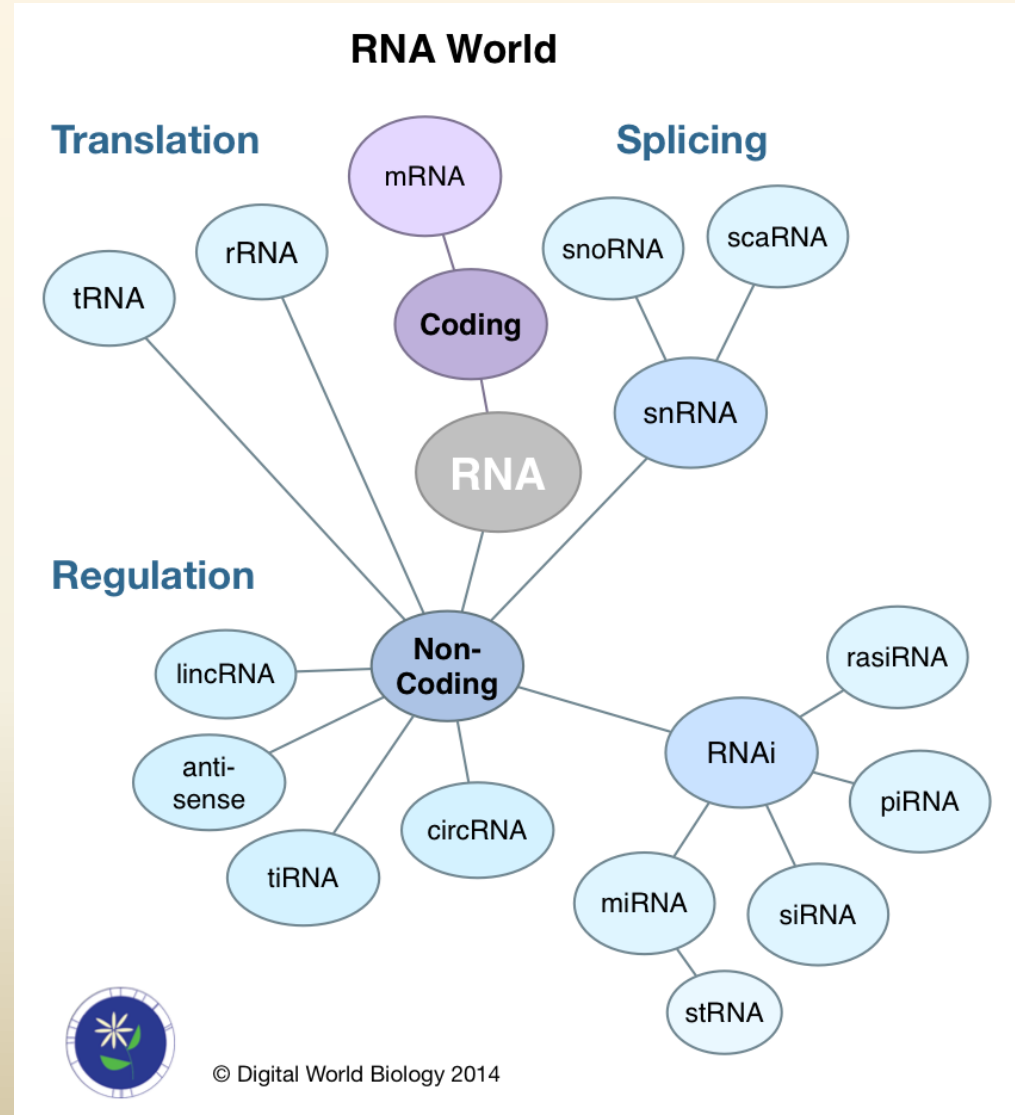 RNA World
Translation
Splicing
mRNA
snoRNA
scaRNA
rRNA
tRNA
Coding
snRNA
RNA
Regulation
Non-
Coding
lincRNA
rasiRNA
anti-
sense
RNAi
piRNA
circRNA
tiRNA
miRNA
siRNA
stRNA
© Digital World Biology 2014